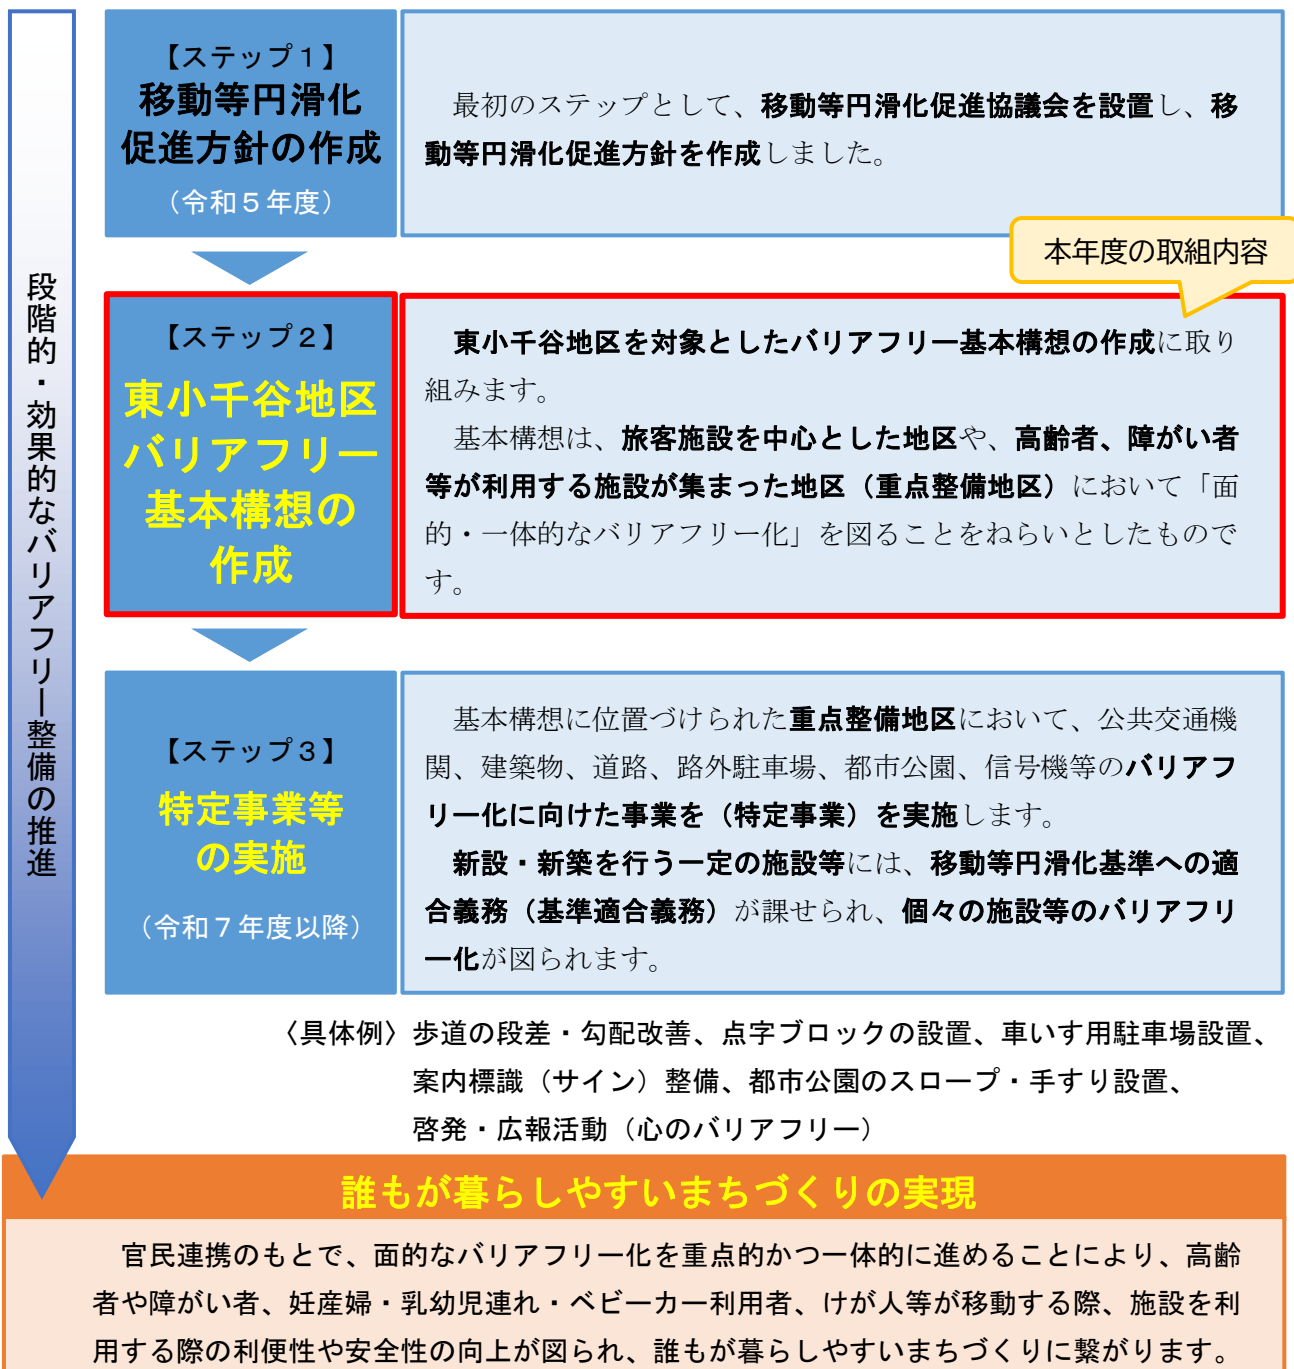 段階的・効果的なバリアフリー整備の推進
【ステップ１】
移動等円滑化
促進方針の作成
（令和５年度）
最初のステップとして、移動等円滑化促進協議会を設置し、移
動等円滑化促進方針を作成しました。
本年度の取組内容
【ステップ２】
東小千谷地区
バリアフリー
基本構想の
作成
東小千谷地区を対象としたバリアフリー基本構想の作成に取り
組みます。
基本構想は、旅客施設を中心とした地区や、高齢者、障がい者
等が利用する施設が集まった地区（重点整備地区）において「面
的・一体的なバリアフリー化」を図ることをねらいとしたもので
す。
【ステップ３】
特定事業等
の実施
（令和７年度以降）
基本構想に位置づけられた重点整備地区において、公共交通機
関、建築物、道路、路外駐車場、都市公園、信号機等のバリアフ
リー化に向けた事業を（特定事業）を実施します。
新設・新築を行う一定の施設等には、移動等円滑化基準への適
合義務（基準適合義務）が課せられ、個々の施設等のバリアフリ
ー化が図られます。
〈具体例〉歩道の段差・勾配改善、点字ブロックの設置、車いす用駐車場設置、
案内標識（サイン）整備、都市公園のスロープ・手すり設置、
啓発・広報活動（心のバリアフリー）
誰もが暮らしやすいまちづくりの実現
官民連携のもとで、面的なバリアフリー化を重点的かつ一体的に進めることにより、高齢
者や障がい者、妊産婦・乳幼児連れ・ベビーカー利用者、けが人等が移動する際、施設を利
用する際の利便性や安全性の向上が図られ、誰もが暮らしやすいまちづくりに繋がります。